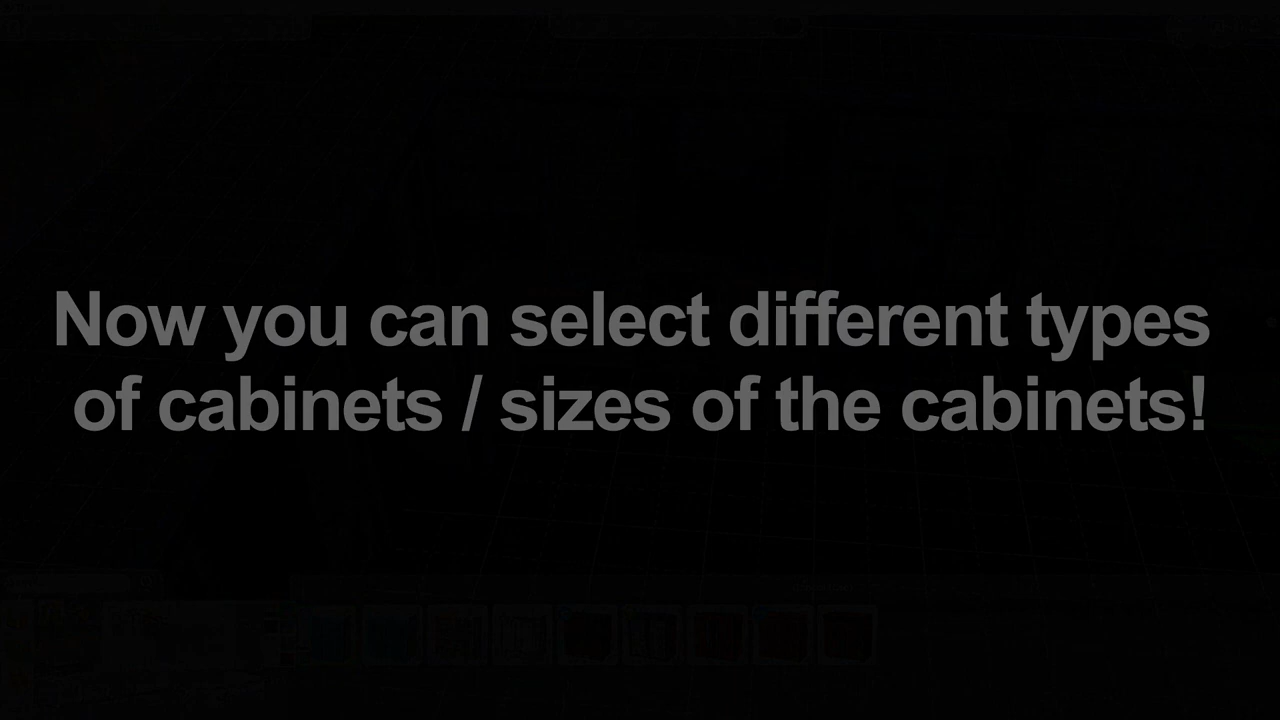 Now you can select different types
of cabinets / sizes of the cabinets!